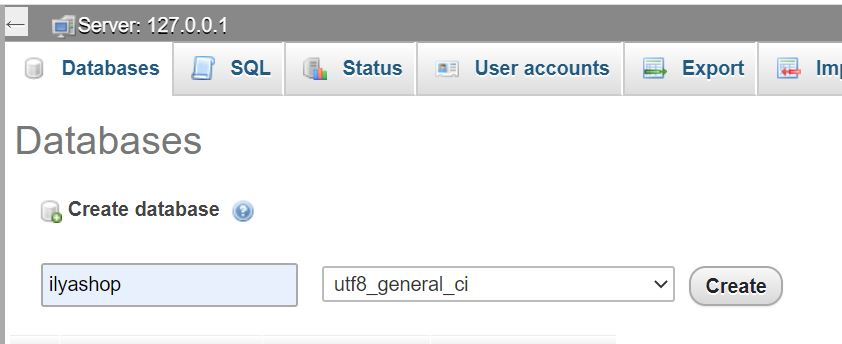 Server: 127.0.0.1
Databases SQL Status User accounts Export
Databases
Create database
ilyashop utf8_general_ci Create